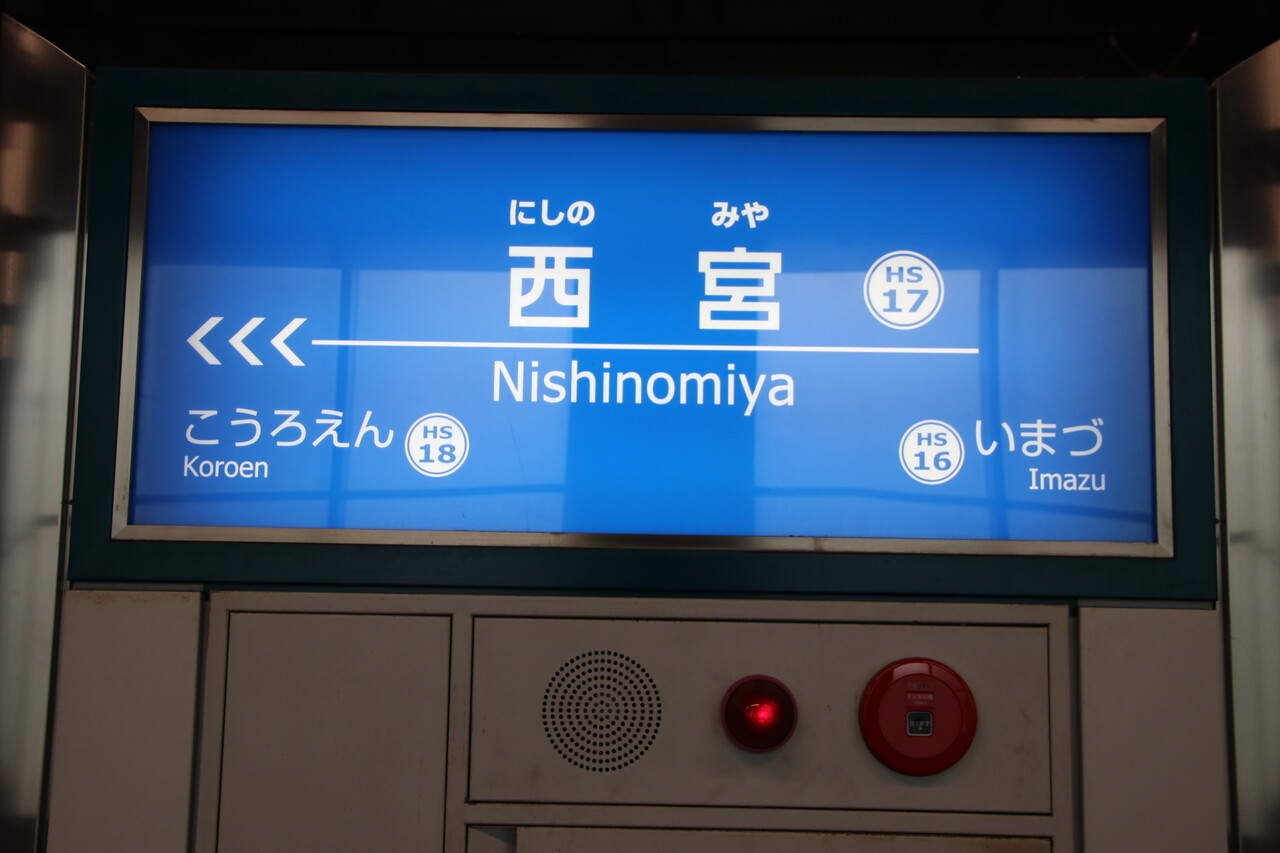 にしの みや
西 宮 HS 17
Nishinomiya
こうろえん HS 18
Koroen
HS 16 いまづ
Imazu